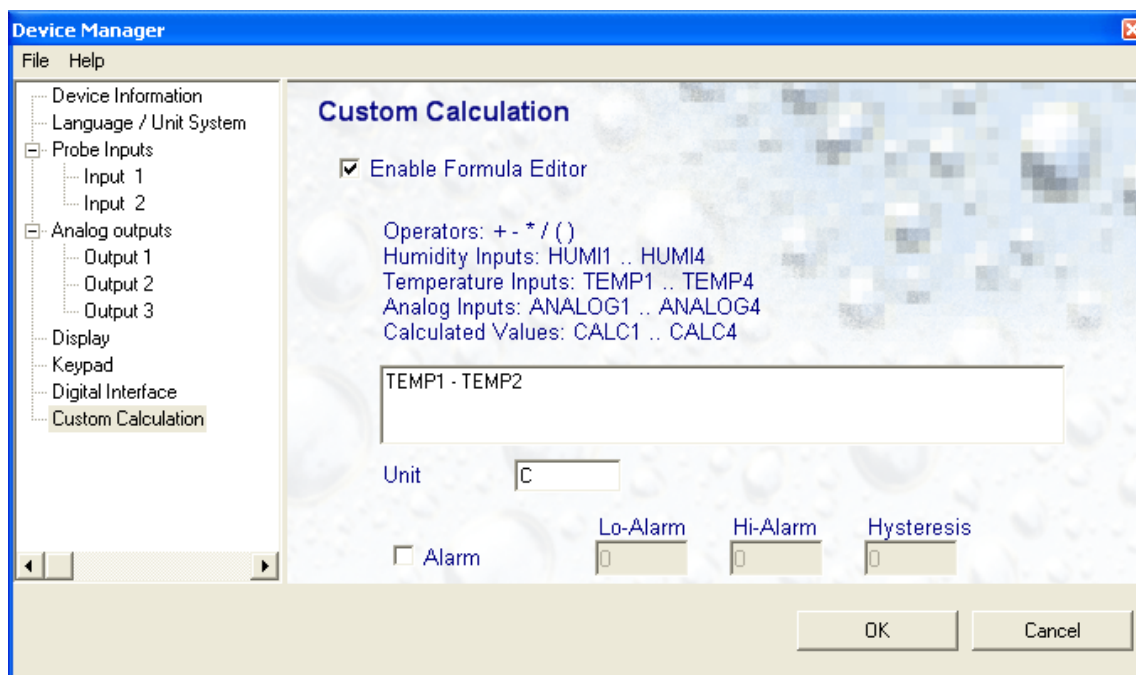 Device Manager
File Help
Device Information
Language / Unit System
Probe Inputs
Input 1
Input 2
Analog outputs
Output 1
Output 2
Output 3
Display
Keypad
Digital Interface
Custom Calculation
Custom Calculation
Enable Formula Editor
Operators: + - * / ( )
Humidity Inputs: HUMI1 .. HUMI4
Temperature Inputs: TEMP1 .. TEMP4
Analog Inputs: ANALOG1 .. ANALOG4
Calculated Values: CALC1 .. CALC4
TEMP1 - TEMP2
Unit C
Lo-Alarm Hi-Alarm Hysteresis
Alarm 0 0 0
OK Cancel